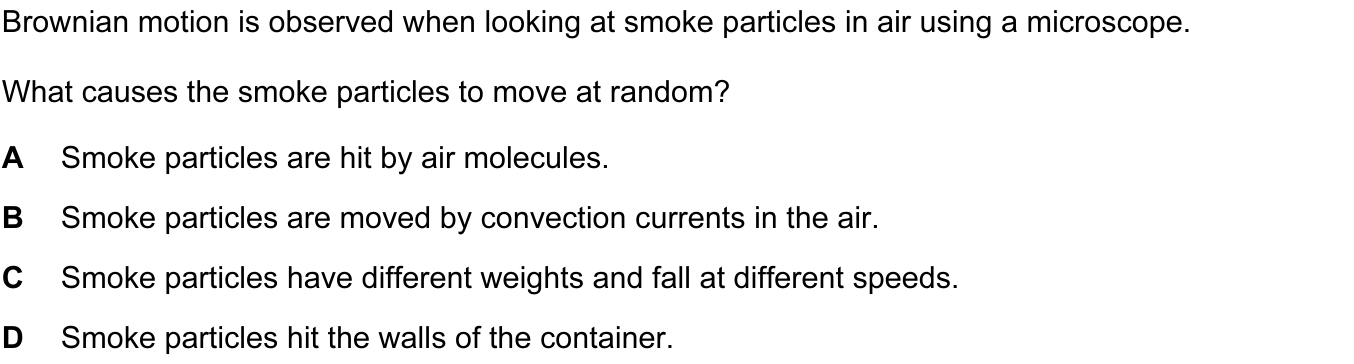 Brownian motion is observed when looking at smoke particles in air using a microscope.
What causes the smoke particles to move at random?
A Smoke particles are hit by air molecules.
B Smoke particles are moved by convection currents in the air.
C Smoke particles have different weights and fall at different speeds.
D Smoke particles hit the walls of the container.